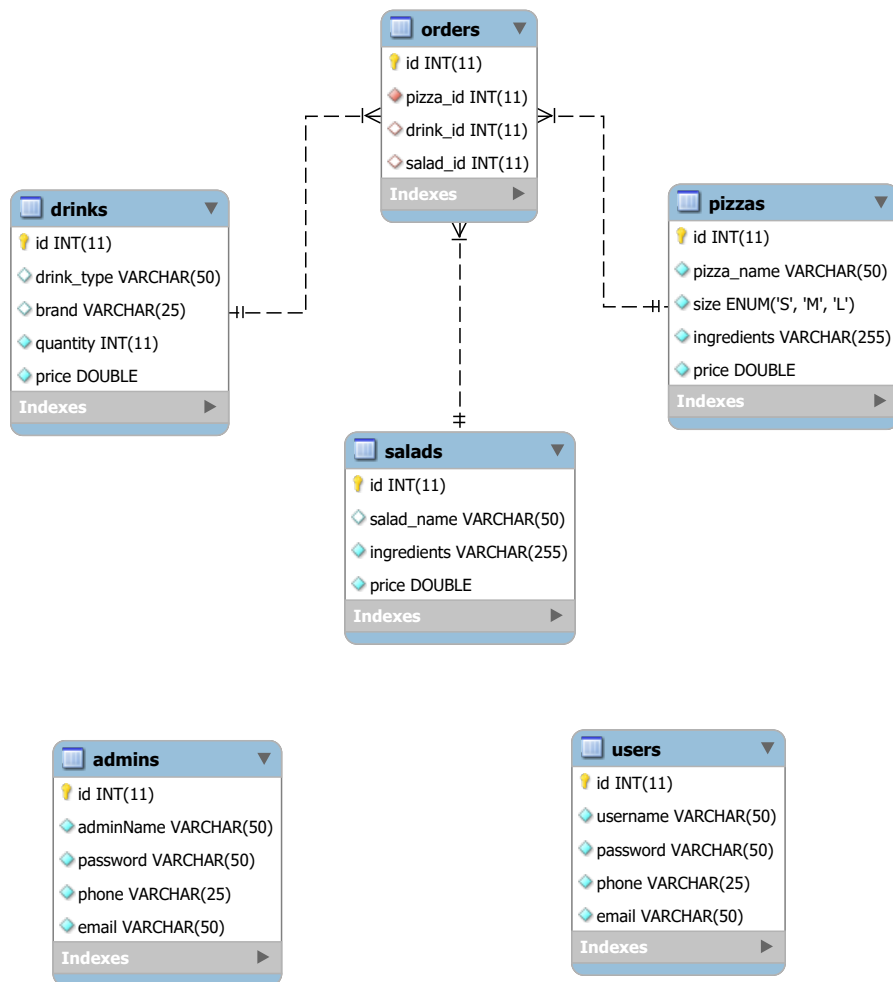 orders
id INT(11)
pizza_id INT(11)
drink_id INT(11)
salad_id INT(11)
Indexes
drinks
id INT(11)
drink_type VARCHAR(50)
brand VARCHAR(25)
quantity INT(11)
price DOUBLE
Indexes
pizzas
id INT(11)
pizza_name VARCHAR(50)
size ENUM('S', 'M', 'L')
ingredients VARCHAR(255)
price DOUBLE
Indexes
salads
id INT(11)
salad_name VARCHAR(50)
ingredients VARCHAR(255)
price DOUBLE
Indexes
admins
id INT(11)
adminName VARCHAR(50)
password VARCHAR(50)
phone VARCHAR(25)
email VARCHAR(50)
Indexes
users
id INT(11)
username VARCHAR(50)
password VARCHAR(50)
phone VARCHAR(25)
email VARCHAR(50)
Indexes